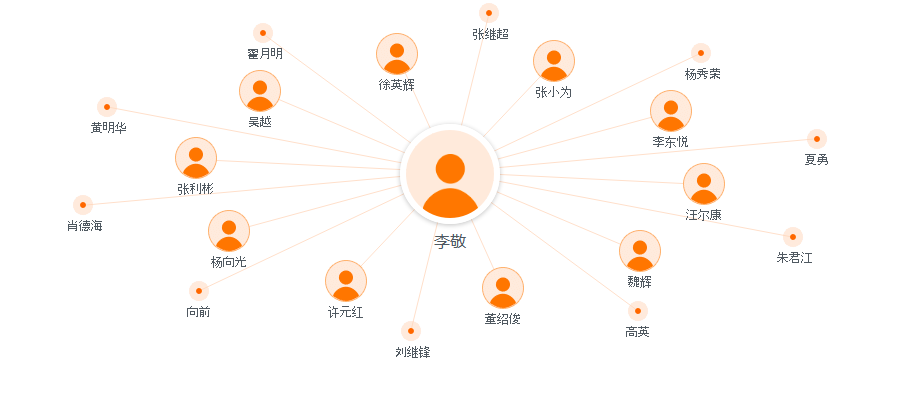 张继超
翟月明
杨秀荣
徐英辉
张小为
吴越
黄明华
李东悦
夏勇
张利彬
汪尔康
肖德海
李敬
朱君江
杨向光
魏辉
向前
许元红
董绍俊
高英
刘继锋